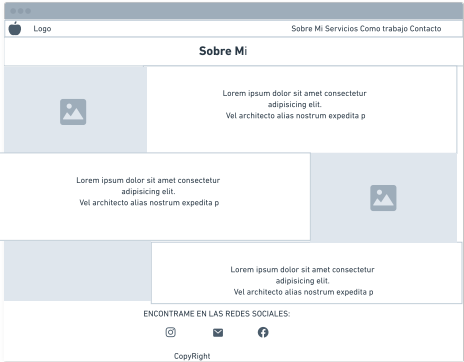 Logo
Sobre Mi Servicios Como trabajo Contacto
Sobre Mi
Lorem ipsum dolor sit amet consectetur
adipisicing elit.
Vel architecto alias nostrum expedita p
Lorem ipsum dolor sit amet consectetur
adipisicing elit.
Vel architecto alias nostrum expedita p
Lorem ipsum dolor sit amet consectetur
adipisicing elit.
Vel architecto alias nostrum expedita p
ENCONTRAME EN LAS REDES SOCIALES:
CopyRight